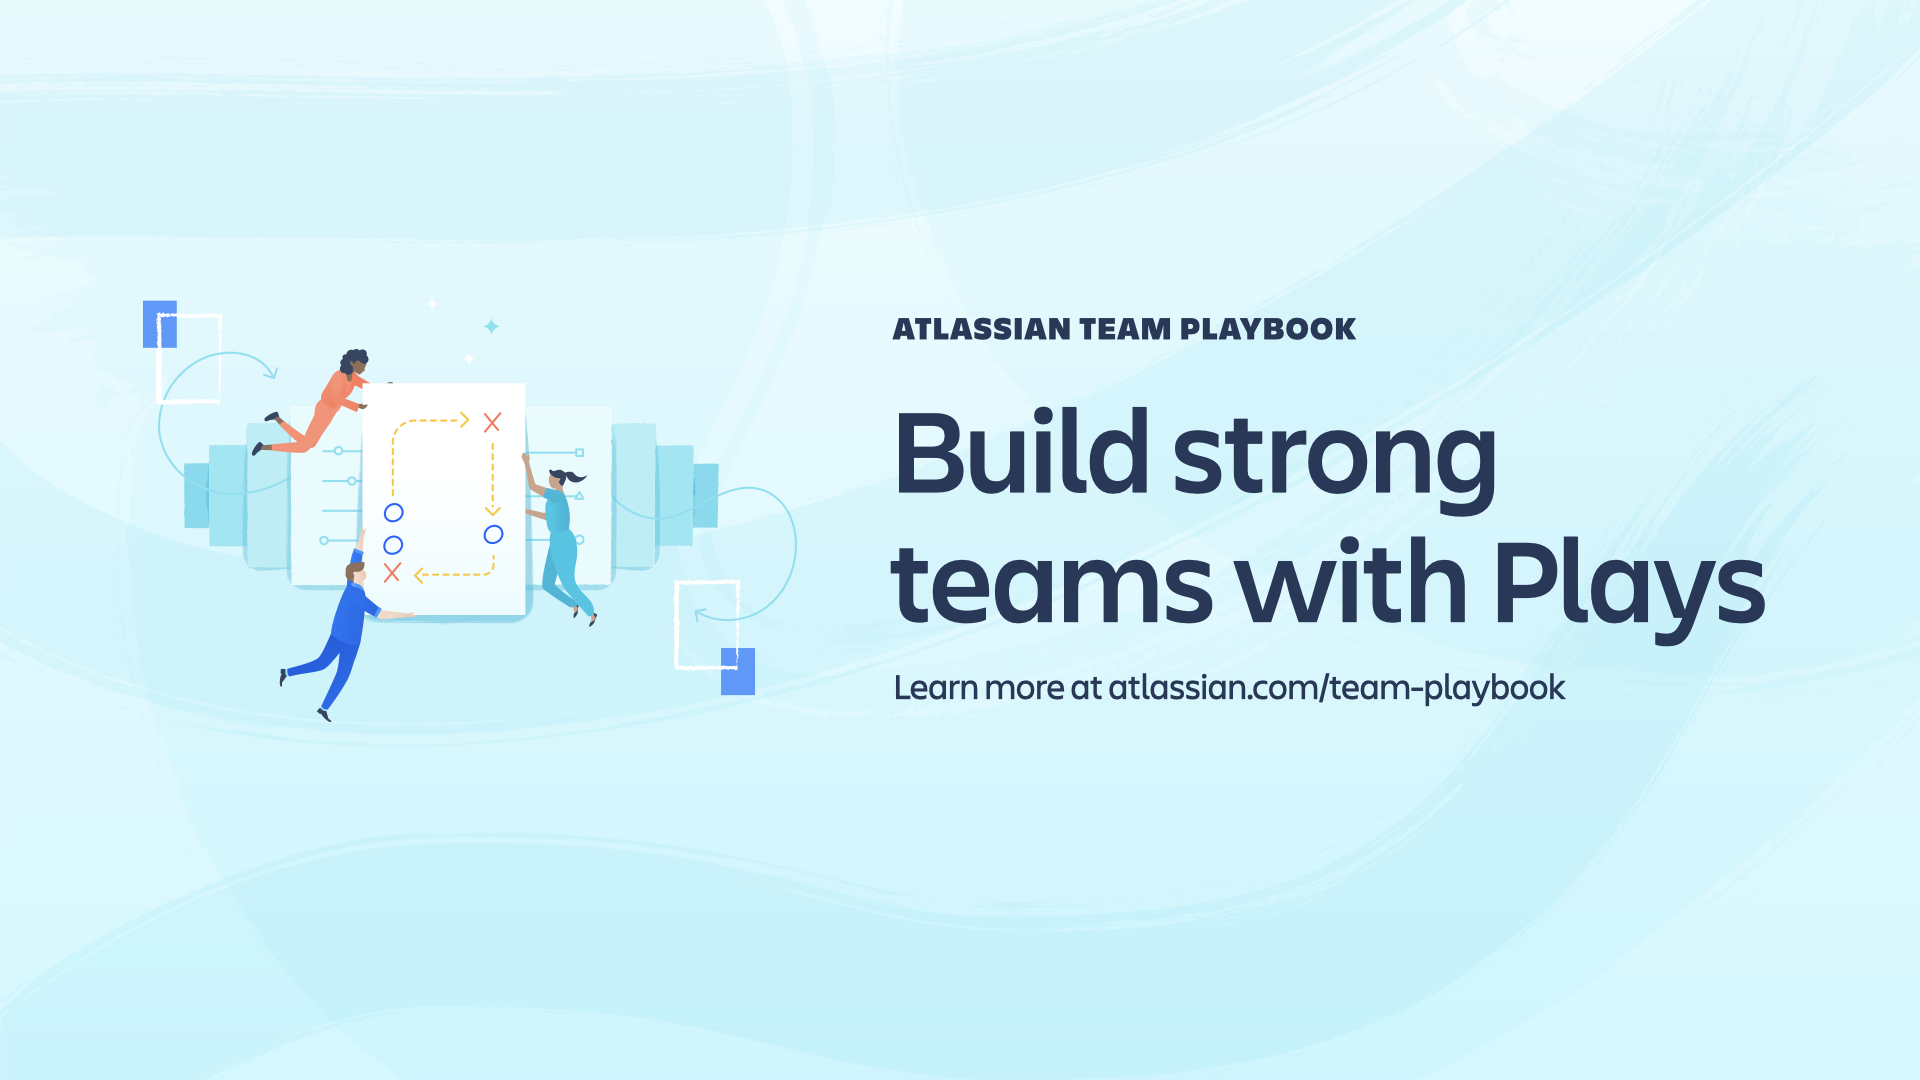 ATLASSIAN TEAM PLAYBOOK
Build strong
teams with Plays
Learn more at atlassian.com/team-playbook